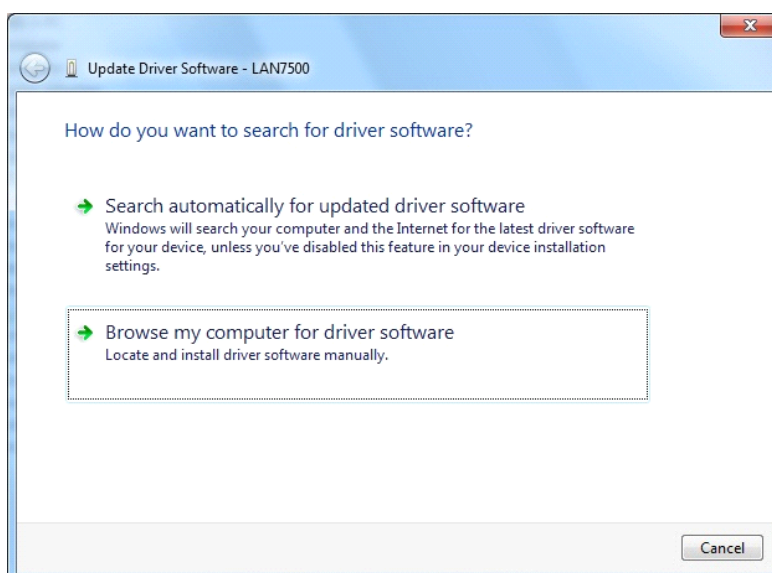 Update Driver Software - LAN7500
How do you want to search for driver software?
Search automatically for updated driver software
Windows will search your computer and the Internet for the latest driver software
for your device, unless you've disabled this feature in your device installation
settings.
Browse my computer for driver software
Locate and install driver software manually.
Cancel